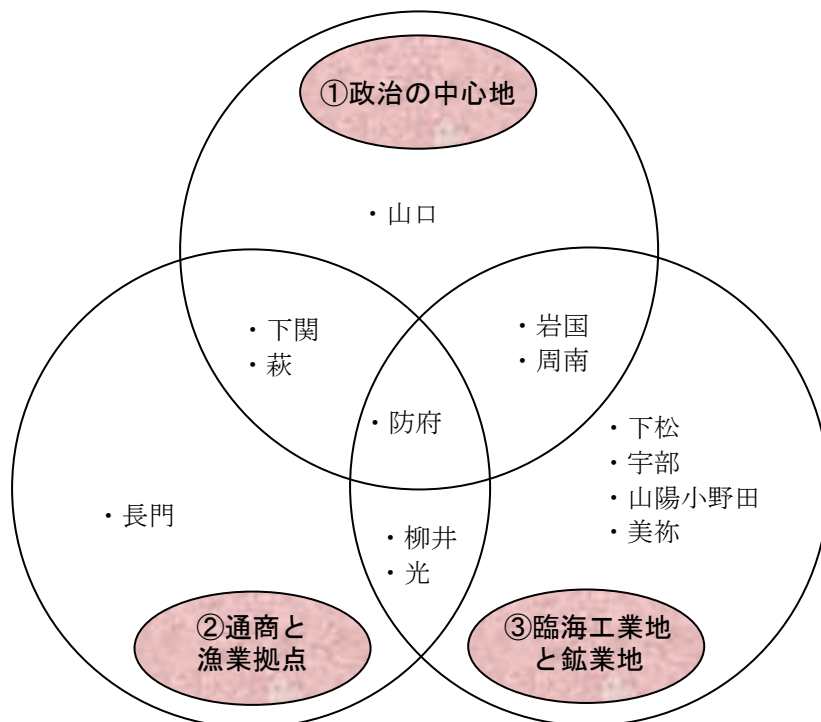 ①政治の中心地
・山口
・下関
・萩
・岩国
・周南
・防府
・下松
・宇部
・山陽小野田
・美祢
・長門
・柳井
・光
②通商と
漁業拠点
③臨海工業地
と鉱業地